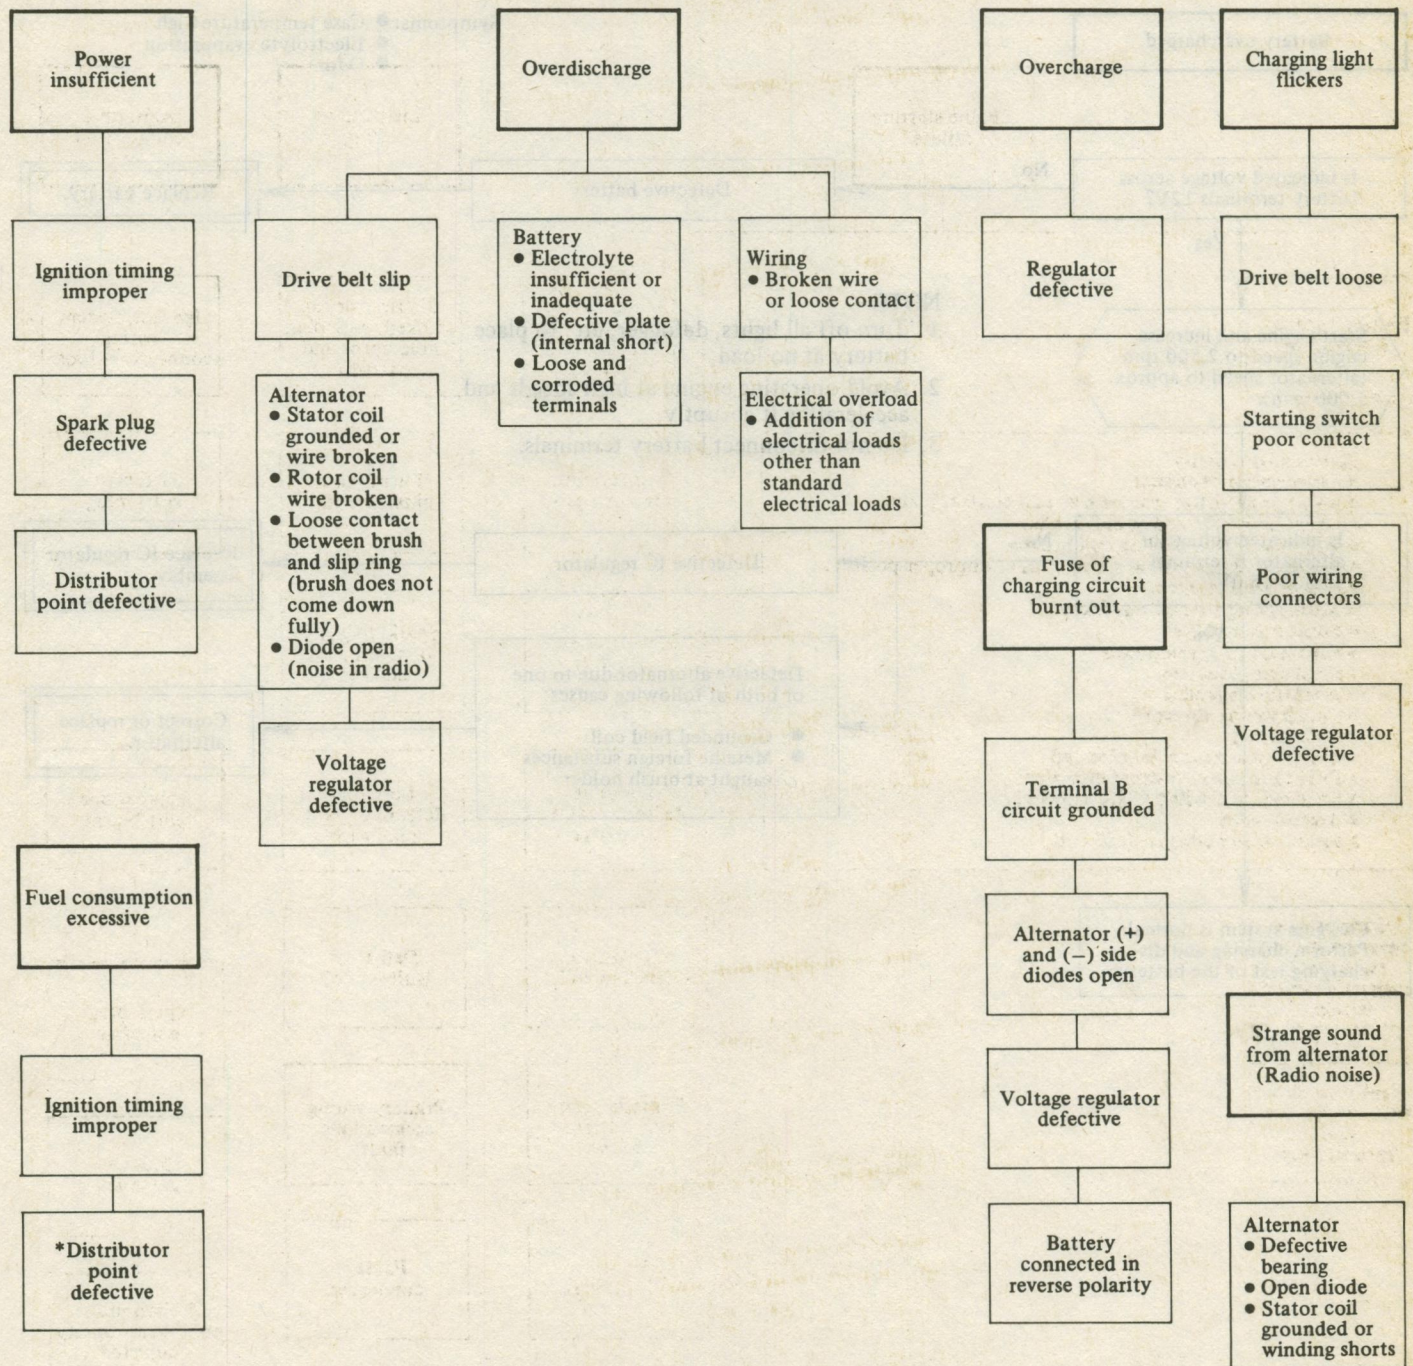 Power
insufficient
Ignition timing
improper
Spark plug
defective
Distributor
point defective
Fuel consumption
excessive
Ignition timing
improper
*Distributor
point
defective
Overdischarge
Drive belt slip
Alternator
● Stator coil
grounded or
wire broken
● Rotor coil
wire broken
● Loose contact
between brush
and slip ring
(brush does not
come down
fully)
● Diode open
(noise in radio)
Voltage
regulator
defective
Battery
● Electrolyte
insufficient or
inadequate
● Defective plate
(internal short)
● Loose and
corroded
terminals
Wiring
● Broken wire
or loose contact
Electrical overload
● Addition of
electrical loads
other than
standard
electrical loads
Overcharge
Regulator
defective
Fuse of
charging circuit
burnt out
Terminal B
circuit grounded
Alternator (+)
and (−) side
diodes open
Voltage regulator
defective
Battery
connected in
reverse polarity
Charging light
flickers
Drive belt loose
Starting switch
poor contact
Poor wiring
connectors
Voltage regulator
defective
Strange sound
from alternator
(Radio noise)
Alternator
● Defective
bearing
● Open diode
● Stator coil
grounded or
winding shorts